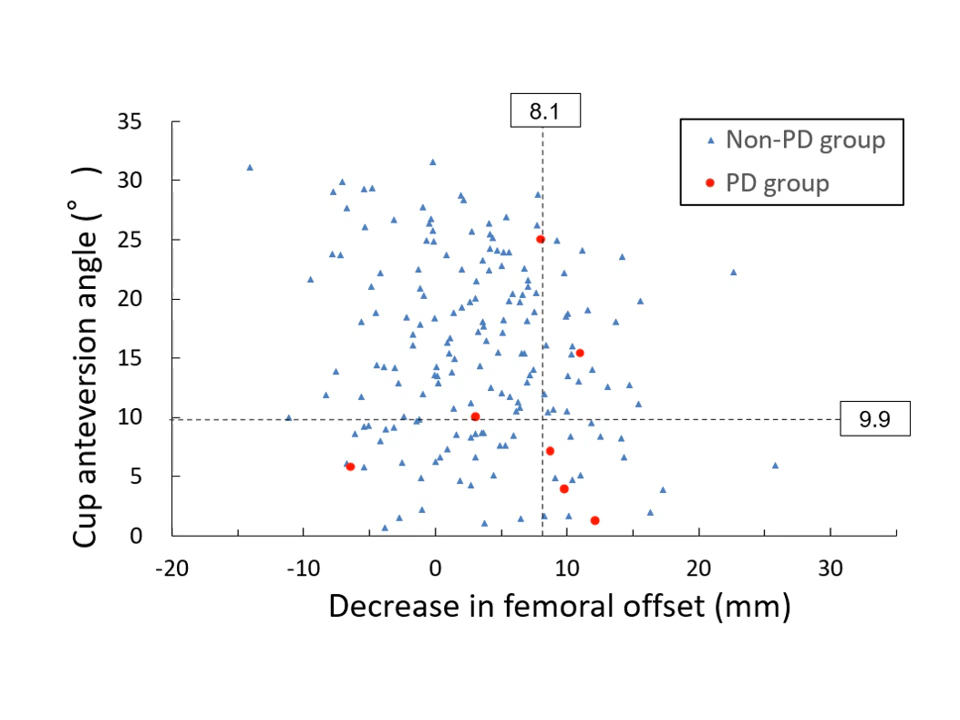 8.1
Non-PD group
PD group
Cup anteversion angle (° )
35
30
25
20
15
10
5
0
9.9
-20 -10 0 10 20 30
Decrease in femoral offset (mm)